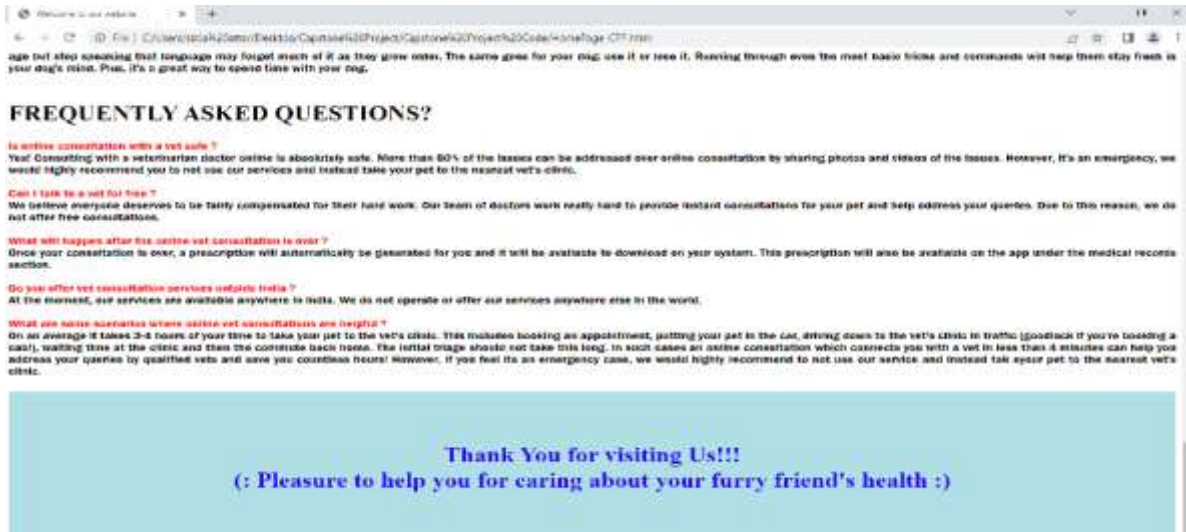 Welcome to our website
File | C:/Users/
age but stop speaking that language may forget much of it as they grow older. The same goes for your dog, use it or lose it. Running through even the most basic tricks and commands will help them stay fresh in
your dog's mind. Plus, it's a great way to spend time with your dog.
FREQUENTLY ASKED QUESTIONS?
Is online consultation with a vet safe ?
Yes! Consulting with a veterinarian doctor online is absolutely safe. More than 80% of the issues can be addressed over online consultation by sharing photos and videos of the issues. However, it's an emergency, we
would highly recommend you to not use our services and instead take your pet to the nearest vet's clinic.
Can I talk to a vet for free ?
We believe everyone deserves to be fairly compensated for their hard work. Our team of doctors work really hard to provide instant consultations for your pet and help address your queries. Due to this reason, we do
not offer free consultations.
What will happen after the online vet consultation is over ?
Once your consultation is over, a prescription will automatically be generated for you and it will be available to download on your system. This prescription will also be available on the app under the medical records
section.
Do you offer vet consultation services outside India ?
At the moment, our services are available anywhere in India. We do not operate or offer our services anywhere else in the world.
What are some scenarios where online vet consultations are helpful ?
On an average it takes 3-4 hours of your time to take your pet to the vet's clinic. This includes booking an appointment, putting your pet in the car, driving down to the vet's clinic in traffic (goodluck if you're booking a
cab!), waiting time at the clinic and then the commute back home. The initial triage should not take this long. In such cases an online consultation which connects you with a vet in less than 4 minutes can help you
address your queries by qualified vets and save you countless hours! However, if you feel its an emergency case, we would highly recommend to not use our service and instead tak eyour pet to the nearest vet's
clinic.
Thank You for visiting Us!!!
(: Pleasure to help you for caring about your furry friend's health :)